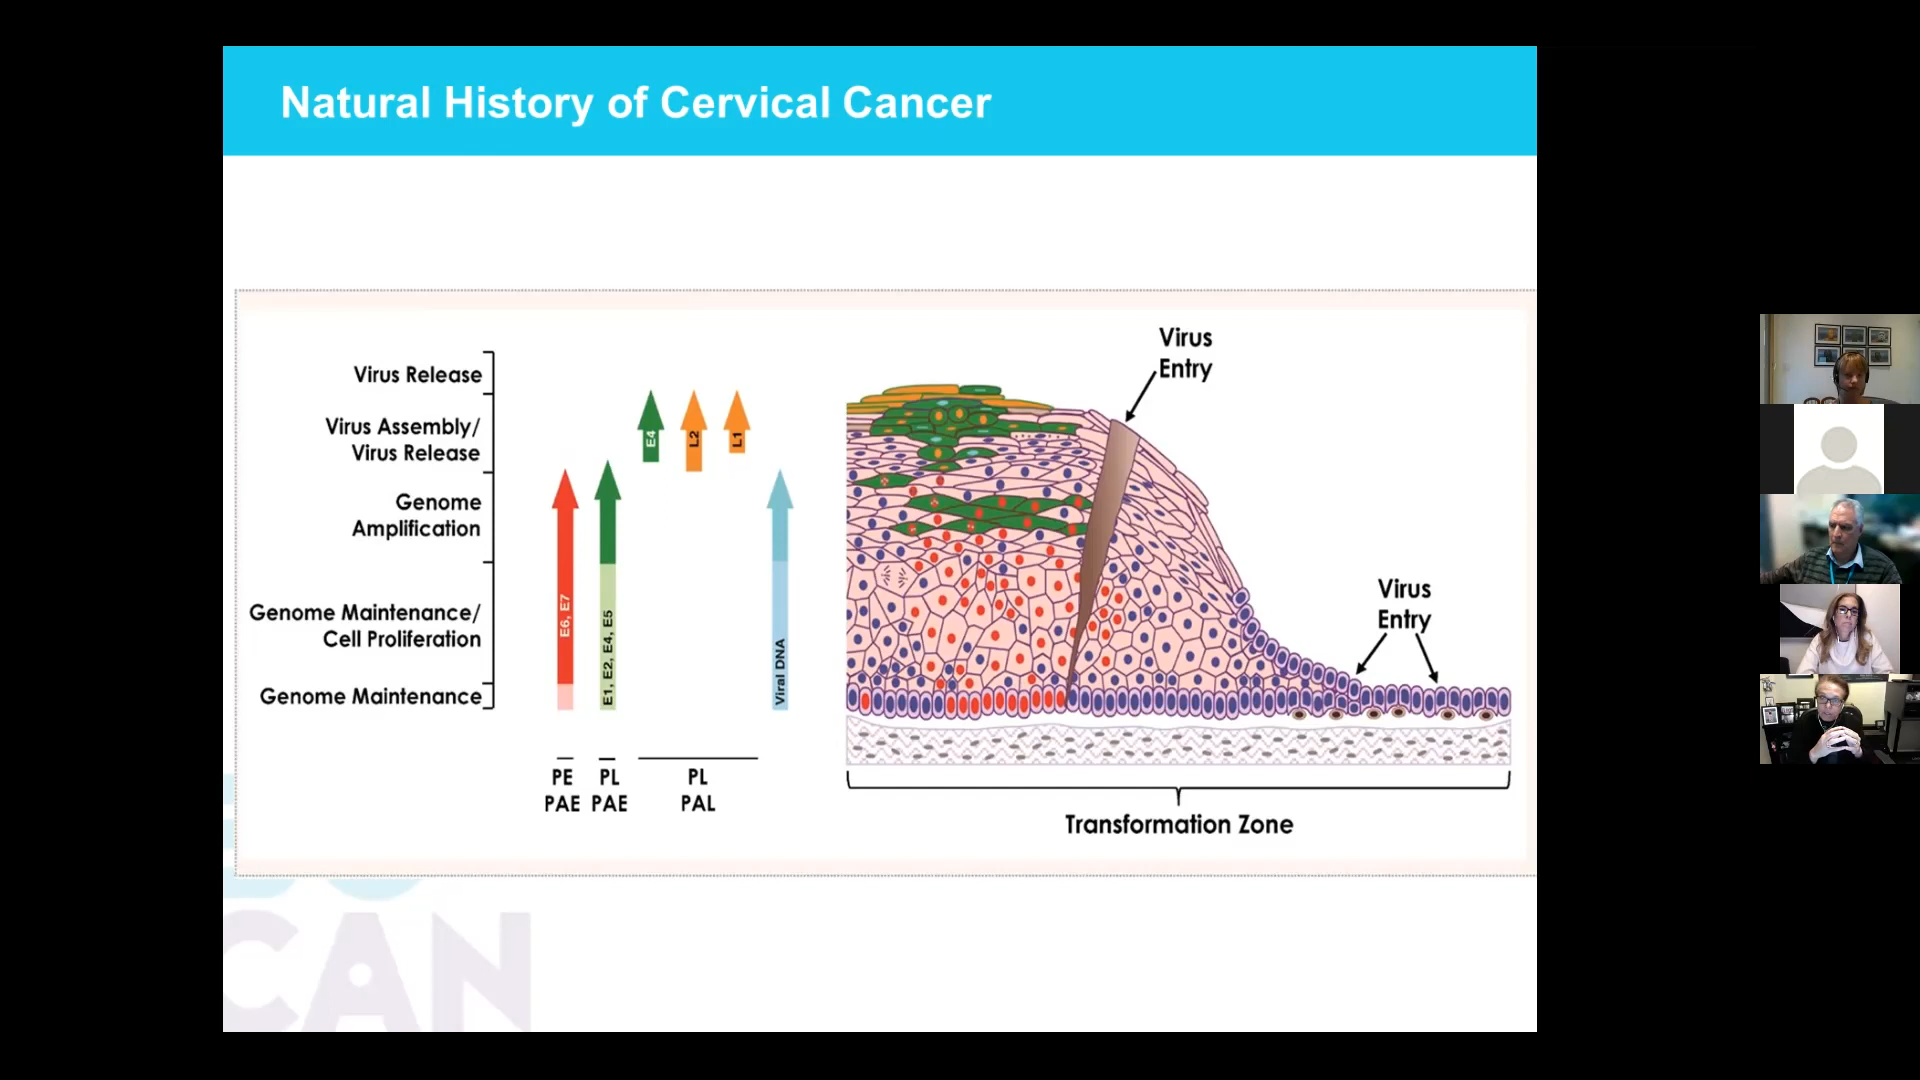 Natural History of Cervical Cancer
Virus Release
Virus Assembly/
Virus Release
Genome
Amplification
Genome Maintenance/
Cell Proliferation
Genome Maintenance
E6, E7
E1, E2, E4, E5
E4
L2
L1
Viral DNA
PE
PAE
PL
PAE
PL
PAL
Virus
Entry
Virus
Entry
Transformation Zone
CAN